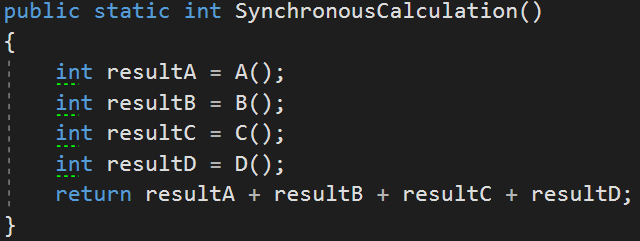 public static int SynchronousCalculation()
{
    int resultA = A();
    int resultB = B();
    int resultC = C();
    int resultD = D();
    return resultA + resultB + resultC + resultD;
}